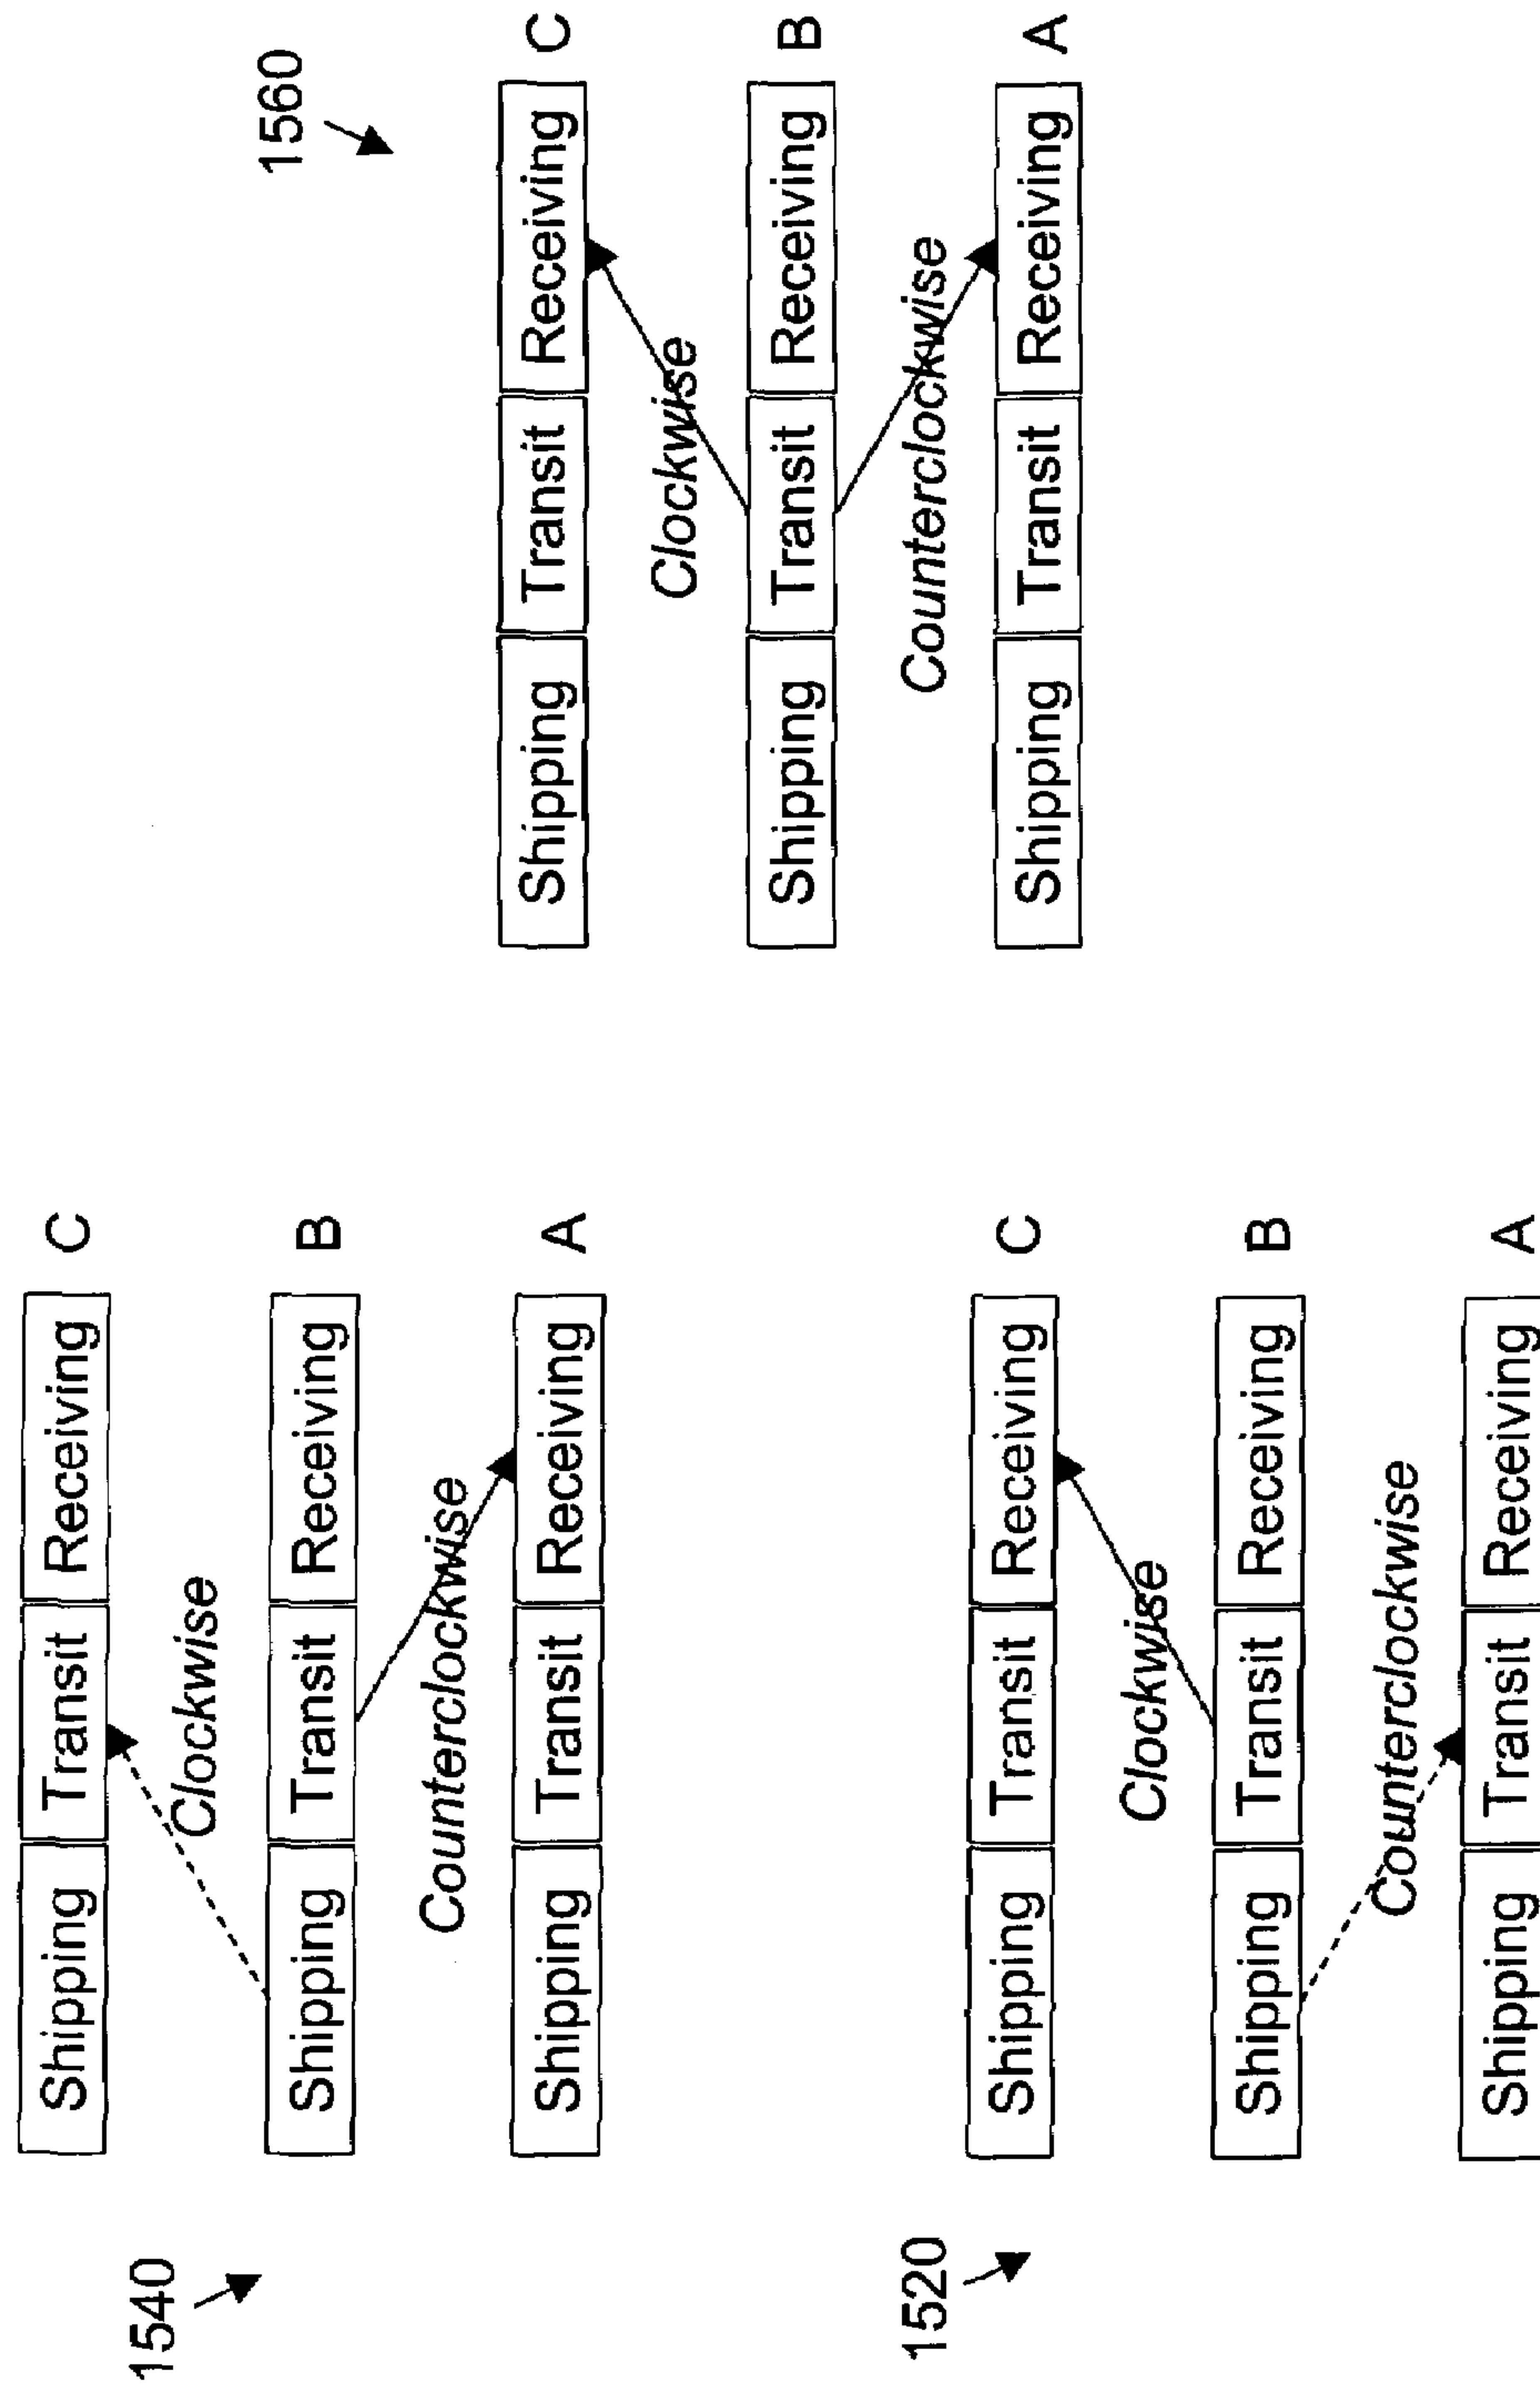 1540
Shipping Transit Receiving C
Clockwise
Shipping Transit Receiving B
Counterclockwise
Shipping Transit Receiving A
1520
Shipping Transit Receiving C
Clockwise
Shipping Transit Receiving B
Counterclockwise
Shipping Transit Receiving A
1560
Shipping Transit Receiving C
Clockwise
Shipping Transit Receiving B
Counterclockwise
Shipping Transit Receiving A